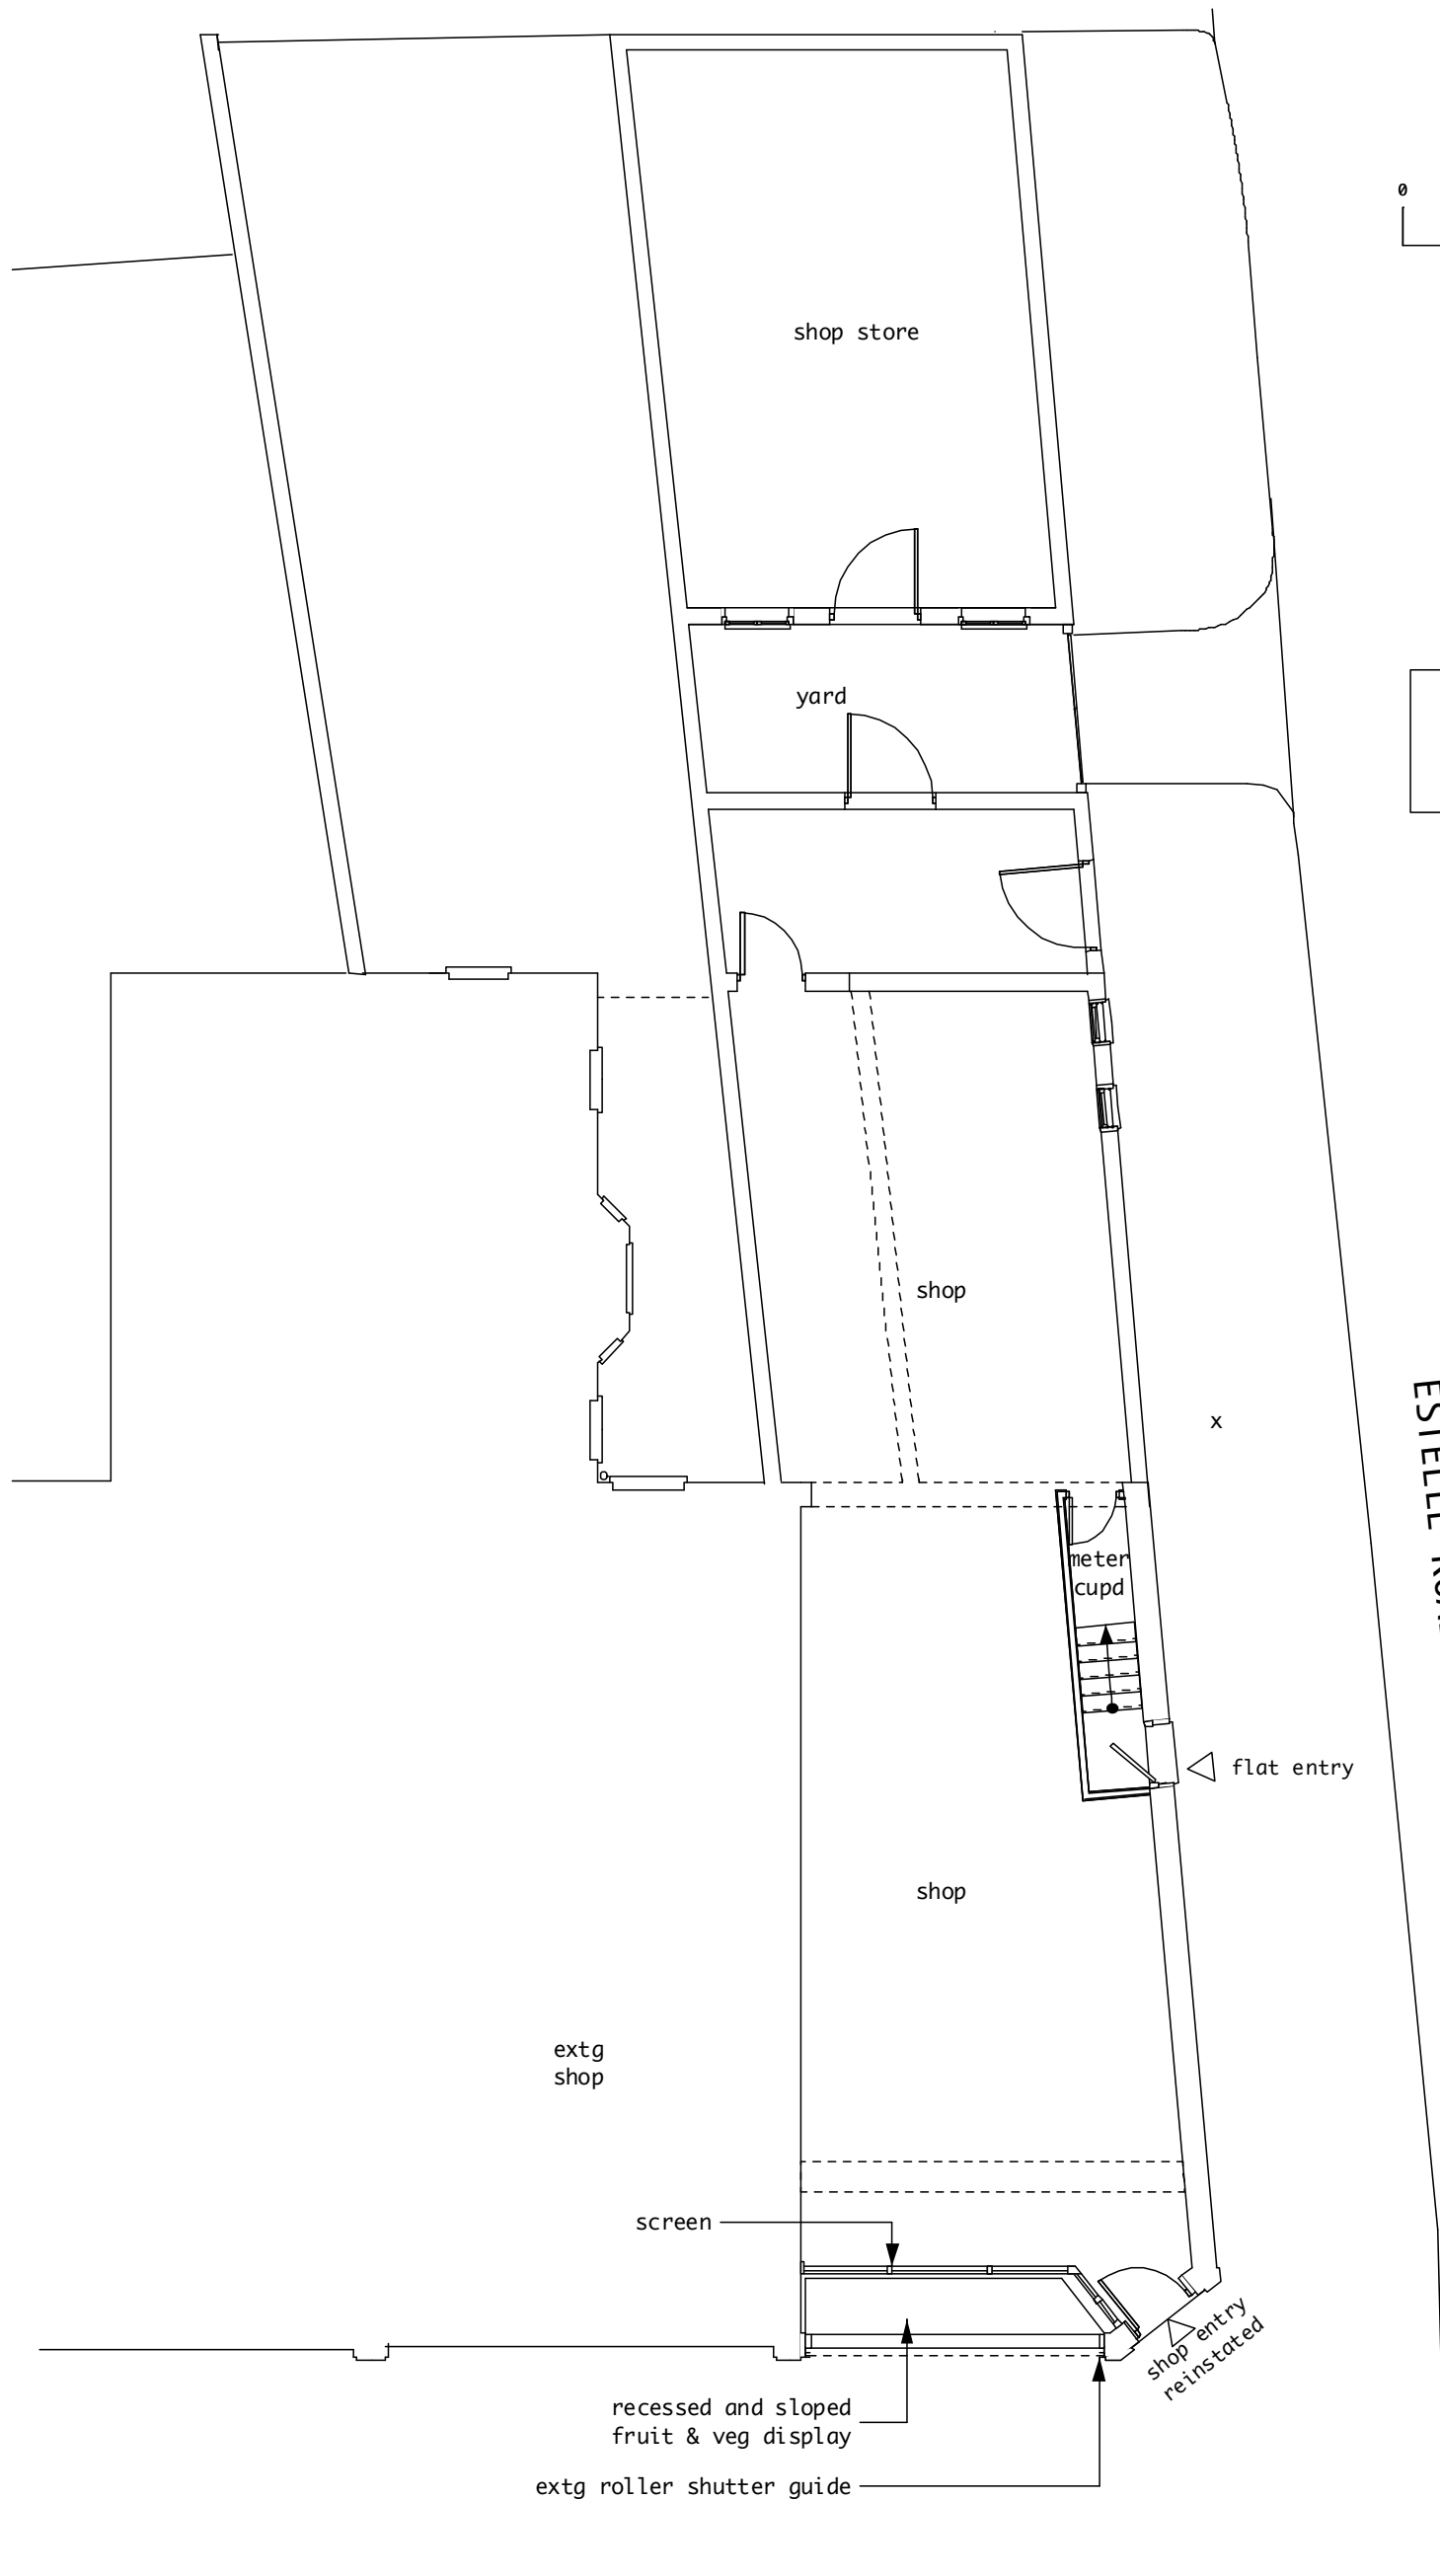 0
shop store
yard
shop
x
ESTELLE
meter
cupd
flat entry
shop
extg
shop
screen
shop entry
reinstated
recessed and sloped
fruit & veg display
extg roller shutter guide